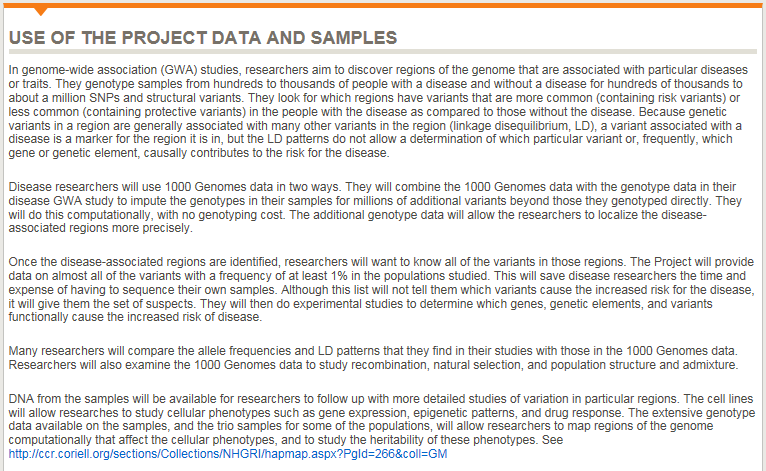 USE OF THE PROJECT DATA AND SAMPLES
In genome-wide association (GWA) studies, researchers aim to discover regions of the genome that are associated with particular diseases
or traits. They genotype samples from hundreds to thousands of people with a disease and without a disease for hundreds of thousands to
about a million SNPs and structural variants. They look for which regions have variants that are more common (containing risk variants) or
less common (containing protective variants) in the people with the disease as compared to those without the disease. Because genetic
variants in a region are generally associated with many other variants in the region (linkage disequilibrium, LD), a variant associated with a
disease is a marker for the region it is in, but the LD patterns do not allow a determination of which particular variant or, frequently, which
gene or genetic element, causally contributes to the risk for the disease.
Disease researchers will use 1000 Genomes data in two ways. They will combine the 1000 Genomes data with the genotype data in their
disease GWA study to impute the genotypes in their samples for millions of additional variants beyond those they genotyped directly. They
will do this computationally, with no genotyping cost. The additional genotype data will allow the researchers to localize the disease-
associated regions more precisely.
Once the disease-associated regions are identified, researchers will want to know all of the variants in those regions. The Project will provide
data on almost all of the variants with a frequency of at least 1% in the populations studied. This will save disease researchers the time and
expense of having to sequence their own samples. Although this list will not tell them which variants cause the increased risk for the disease,
it will give them the set of suspects. They will then do experimental studies to determine which genes, genetic elements, and variants
functionally cause the increased risk of disease.
Many researchers will compare the allele frequencies and LD patterns that they find in their studies with those in the 1000 Genomes data.
Researchers will also examine the 1000 Genomes data to study recombination, natural selection, and population structure and admixture.
DNA from the samples will be available for researchers to follow up with more detailed studies of variation in particular regions. The cell lines
will allow researches to study cellular phenotypes such as gene expression, epigenetic patterns, and drug response. The extensive genotype
data available on the samples, and the trio samples for some of the populations, will allow researchers to map regions of the genome
computationally that affect the cellular phenotypes, and to study the heritability of these phenotypes. See
http://ccr.coriell.org/sections/Collections/NHGRI/hapmap.aspx?PgId=266&coll=GM